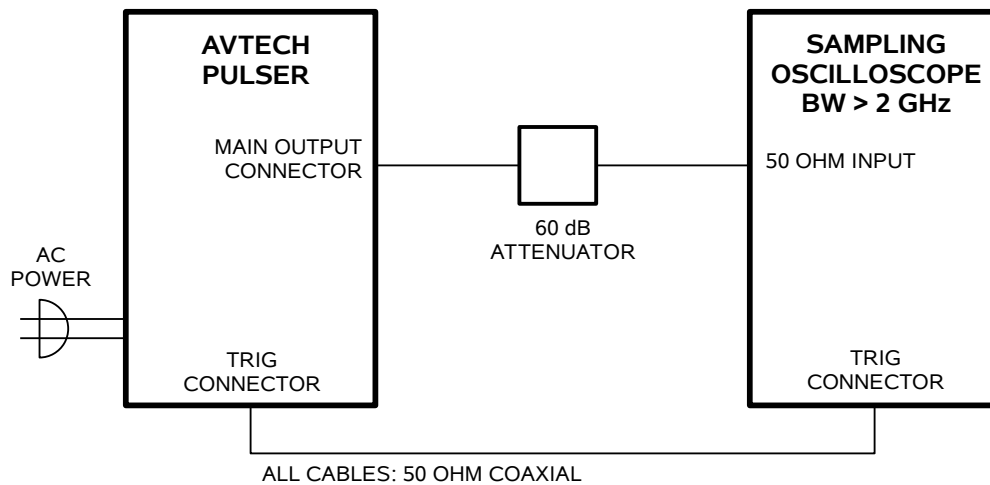 AVTECH
PULSER
MAIN OUTPUT
CONNECTOR
AC
POWER
TRIG
CONNECTOR
60 dB
ATTENUATOR
SAMPLING
OSCILLOSCOPE
BW > 2 GHz
50 OHM INPUT
TRIG
CONNECTOR
ALL CABLES: 50 OHM COAXIAL